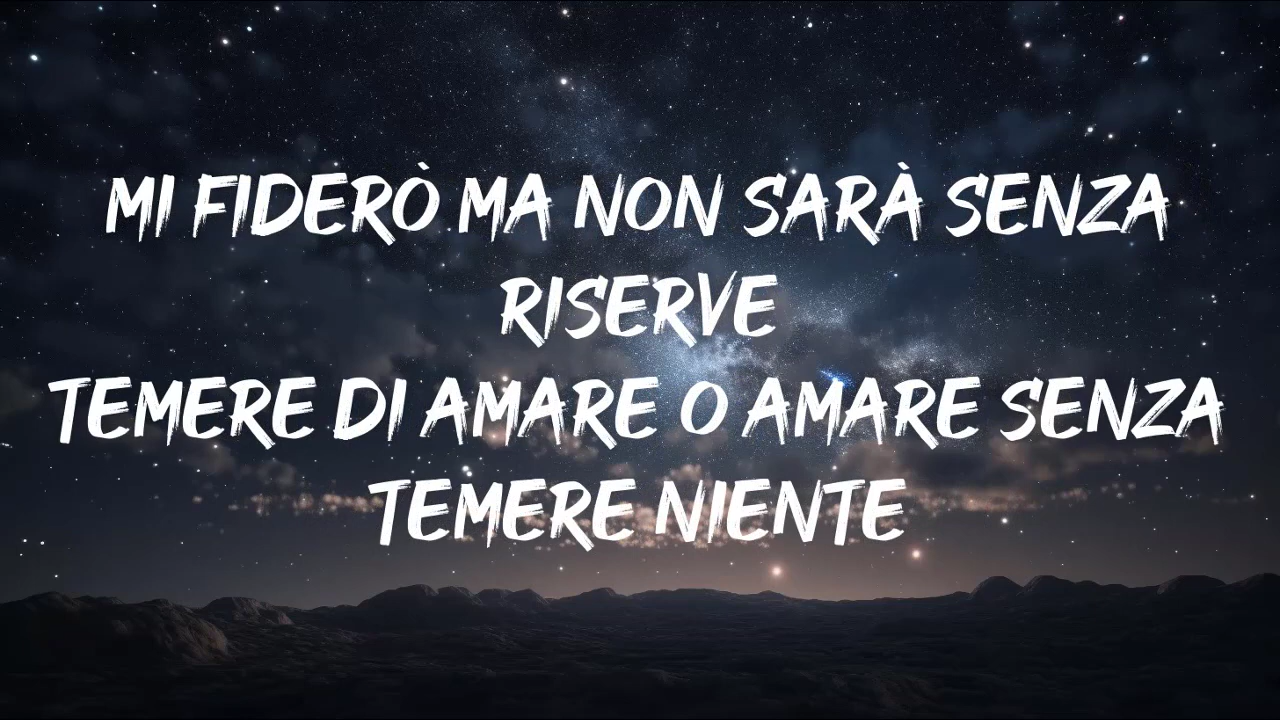 MI FIDERÒ MA NON SARÀ SENZA
RISERVE
TEMERE DI AMARE O AMARE SENZA
TEMERE NIENTE